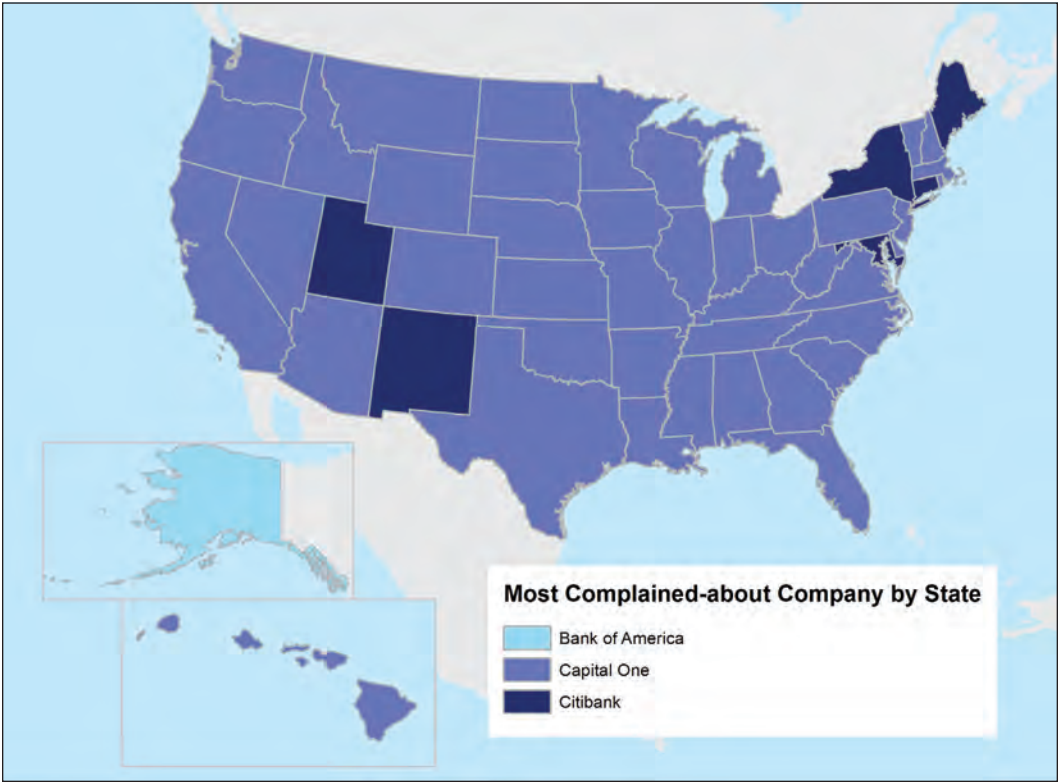 Most Complained-about Company by State
Bank of America
Capital One
Citibank